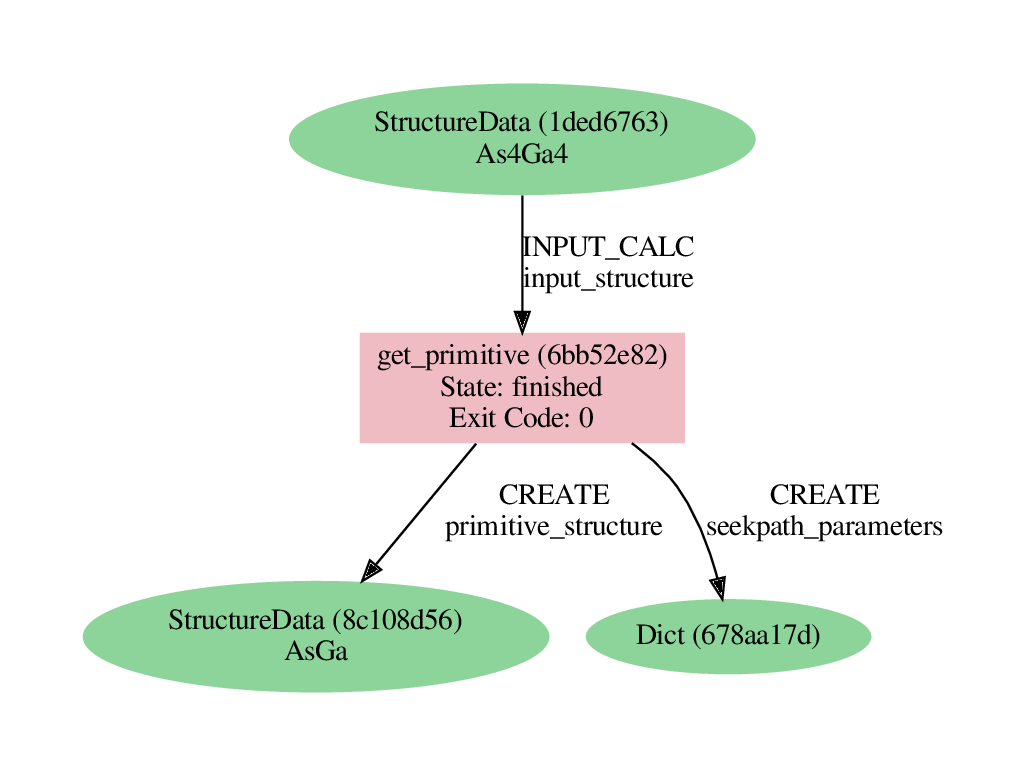 StructureData (1ded6763)
As4Ga4
INPUT_CALC
input_structure
get_primitive (6bb52e82)
State: finished
Exit Code: 0
CREATE
primitive_structure
CREATE
seekpath_parameters
StructureData (8c108d56)
AsGa
Dict (678aa17d)